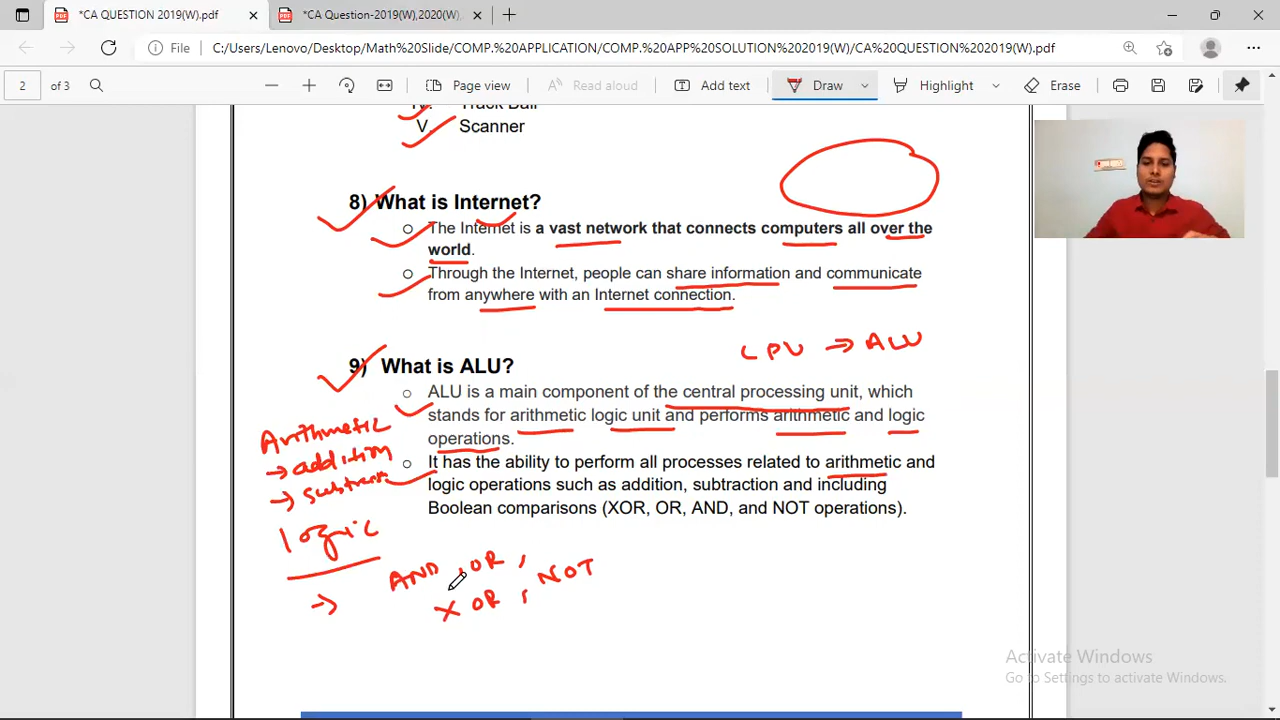 *CA QUESTION 2019(W).pdf
*CA Question-2019(W),2020(W)
File
C:/Users/Lenovo/Desktop/Math%20Slide/COMP.%20APPLICATION/COMP.%20APP%20SOLUTION%202019(W)/CA%20QUESTION%202019(W).pdf
2 of 3
Page view
Read aloud
Add text
Draw
Highlight
Erase
IV. Track Ball
V. Scanner
8) What is Internet?
o The Internet is a vast network that connects computers all over the
world.
o Through the Internet, people can share information and communicate
from anywhere with an Internet connection.
CPU → ALU
9) What is ALU?
o ALU is a main component of the central processing unit, which
stands for arithmetic logic unit and performs arithmetic and logic
operations.
o It has the ability to perform all processes related to arithmetic and
logic operations such as addition, subtraction and including
Boolean comparisons (XOR, OR, AND, and NOT operations).
Arithmetic
→ addition
→ subtract
logic
→ AND, OR,
XOR, NOT
Activate Windows
Go to Settings to activate Windows.